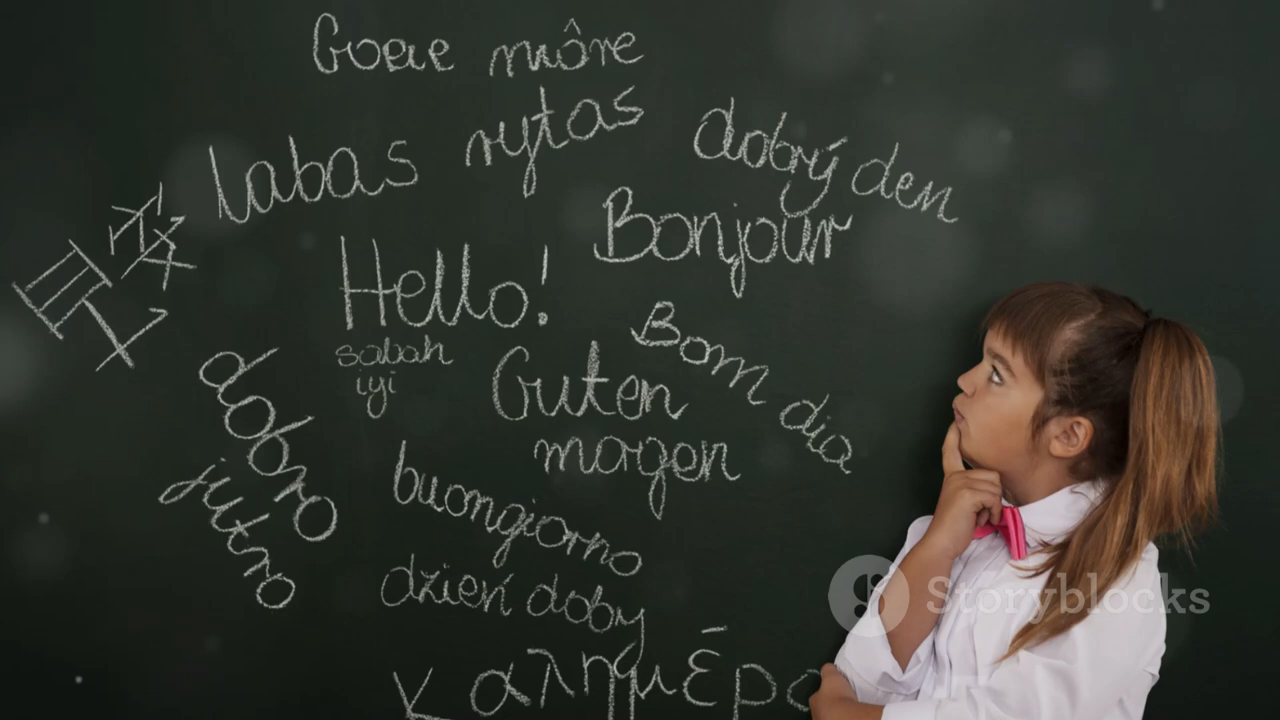 Goeie môre
labas rytas
dobrý den
Bonjour
Hello!
sabah
iyi
Bom dia
Guten
morgen
dobro
jutro
buongiorno
dzień doby
καλημέρα
Storyblocks